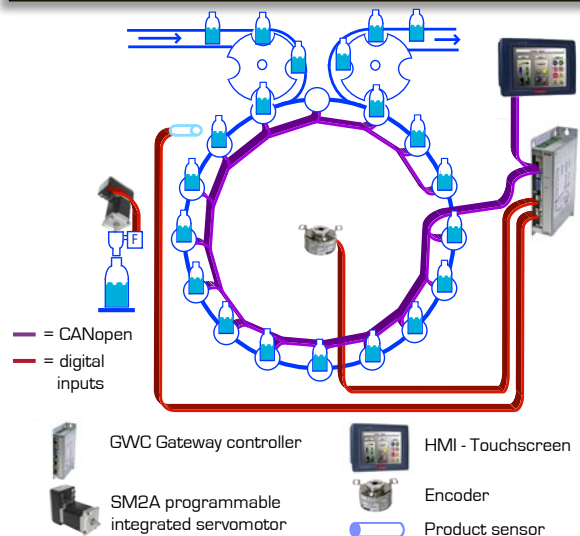 F
= CANopen
= digital
inputs
GWC Gateway controller
HMI - Touchscreen
SM2A programmable
integrated servomotor
Encoder
Product sensor